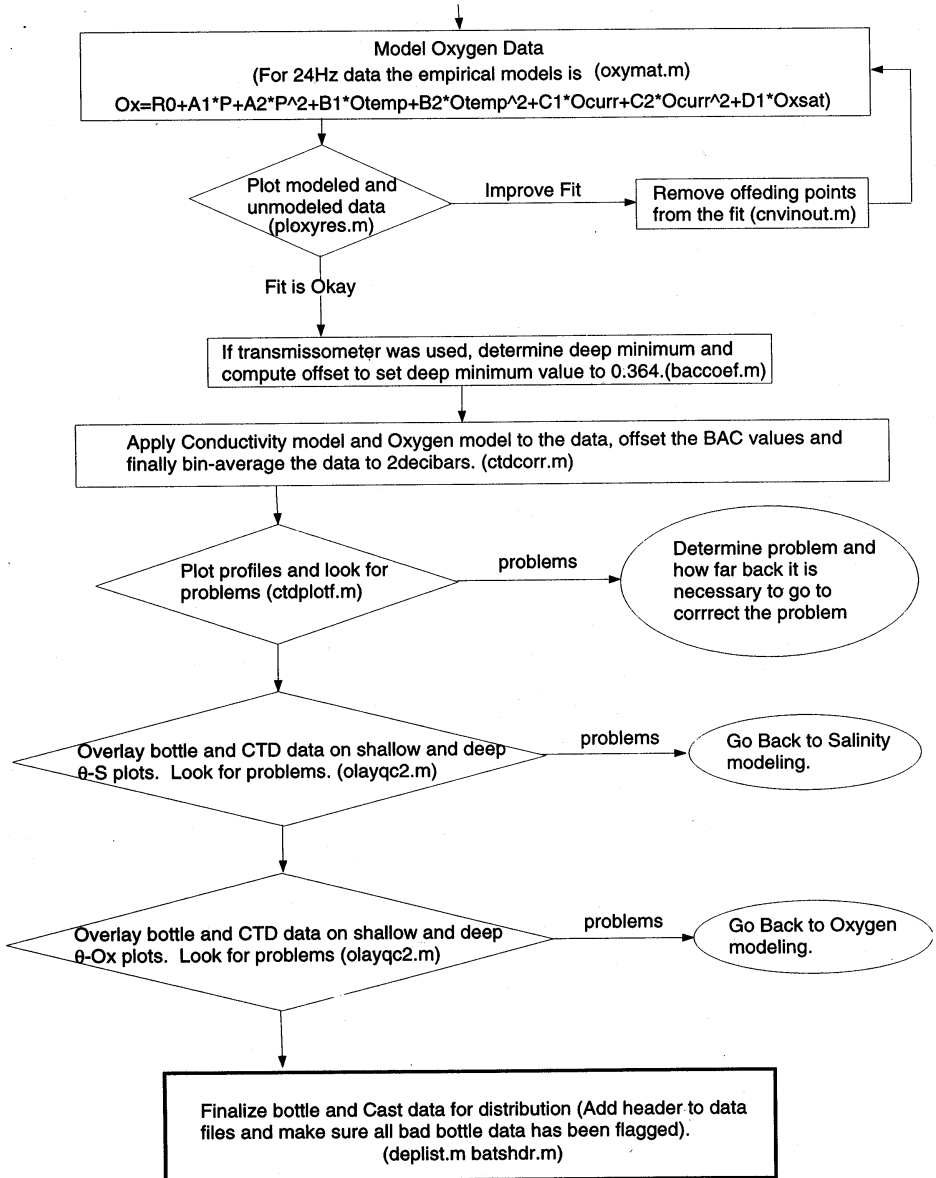 Model Oxygen Data
(For 24Hz data the empirical models is (oxymat.m)
Ox=R0+A1*P+A2*P^2+B1*Otemp+B2*Otemp^2+C1*Ocurr+C2*Ocurr^2+D1*Oxsat)
Plot modeled and
unmodeled data
(ploxyres.m)
Improve Fit
Remove offeding points
from the fit (cnvinout.m)
Fit is Okay
If transmissometer was used, determine deep minimum and
compute offset to set deep minimum value to 0.364.(baccoef.m)
Apply Conductivity model and Oxygen model to the data, offset the BAC values and
finally bin-average the data to 2decibars. (ctdcorr.m)
Plot profiles and look for
problems (ctdplotf.m)
problems
Determine problem and
how far back it is
necessary to go to
corrrect the problem
Overlay bottle and CTD data on shallow and deep
θ-S plots. Look for problems. (olayqc2.m)
problems
Go Back to Salinity
modeling.
Overlay bottle and CTD data on shallow and deep
θ-Ox plots. Look for problems (olayqc2.m)
problems
Go Back to Oxygen
modeling.
Finalize bottle and Cast data for distribution (Add header to data
files and make sure all bad bottle data has been flagged).
(deplist.m batshdr.m)